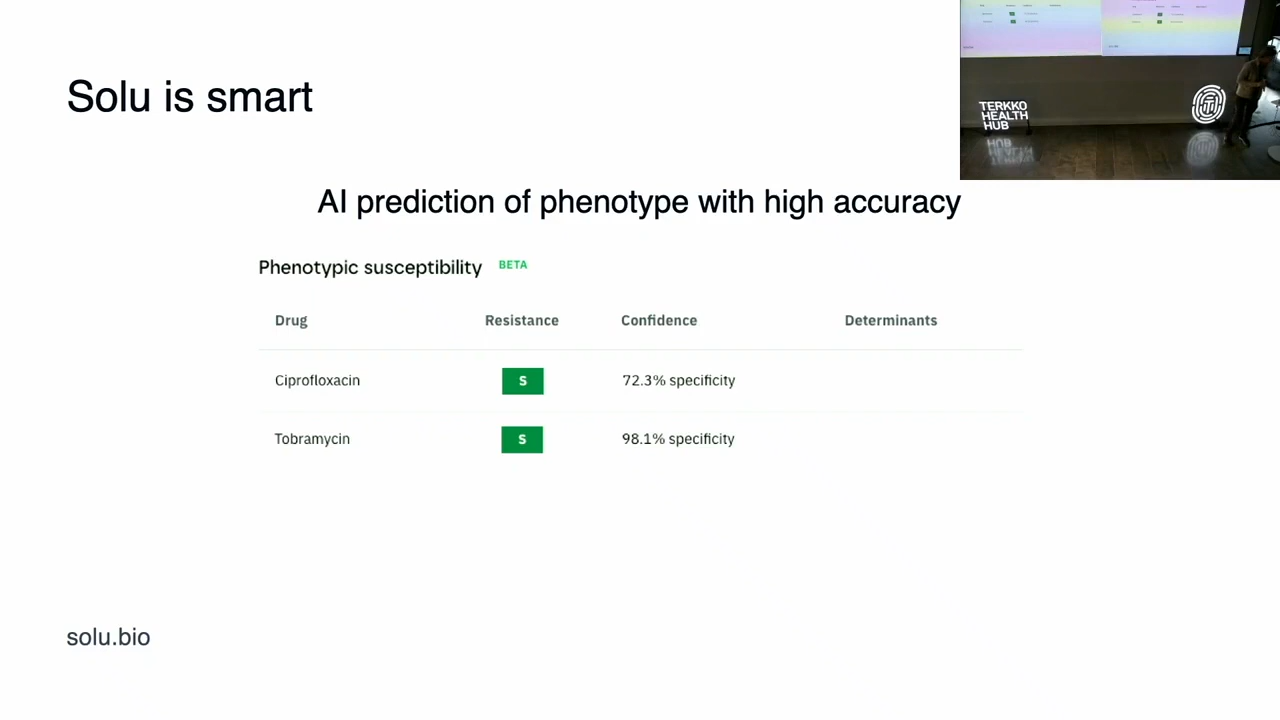 Solu is smart
TERKKO
HEALTH
HUB
AI prediction of phenotype with high accuracy
Phenotypic susceptibility BETA
Drug Resistance Confidence Determinants
Ciprofloxacin S 72.3% specificity
Tobramycin S 98.1% specificity
solu.bio